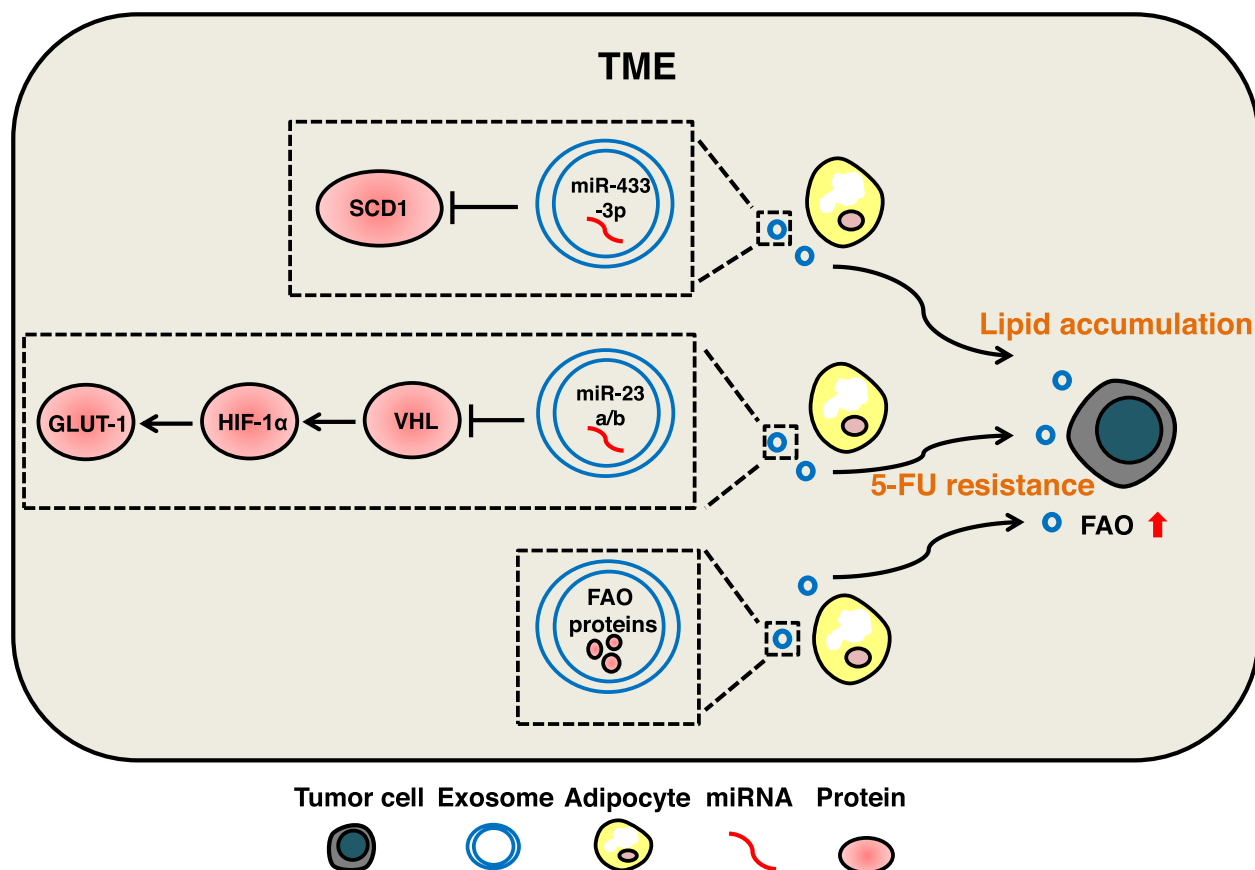 TME
miR-433
-3p
SCD1
Lipid accumulation
miR-23
a/b
GLUT-1
HIF-1α
VHL
5-FU resistance
FAO
FAO
proteins
Tumor cell Exosome Adipocyte miRNA Protein